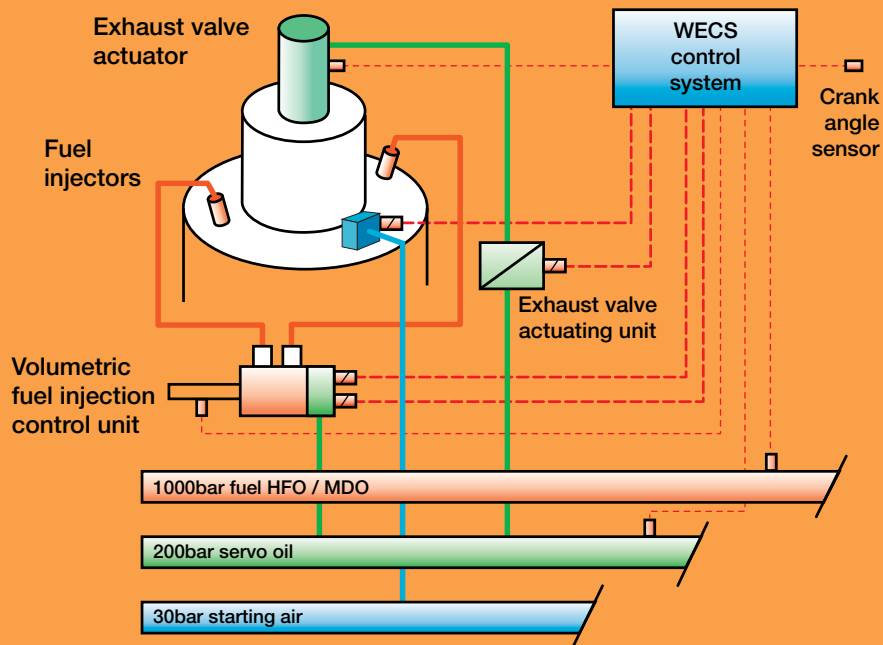 Exhaust valve
actuator
WECS
control
system
Crank
angle
sensor
Fuel
injectors
Exhaust valve
actuating unit
Volumetric
fuel injection
control unit
1000bar fuel HFO / MDO
200bar servo oil
30bar starting air